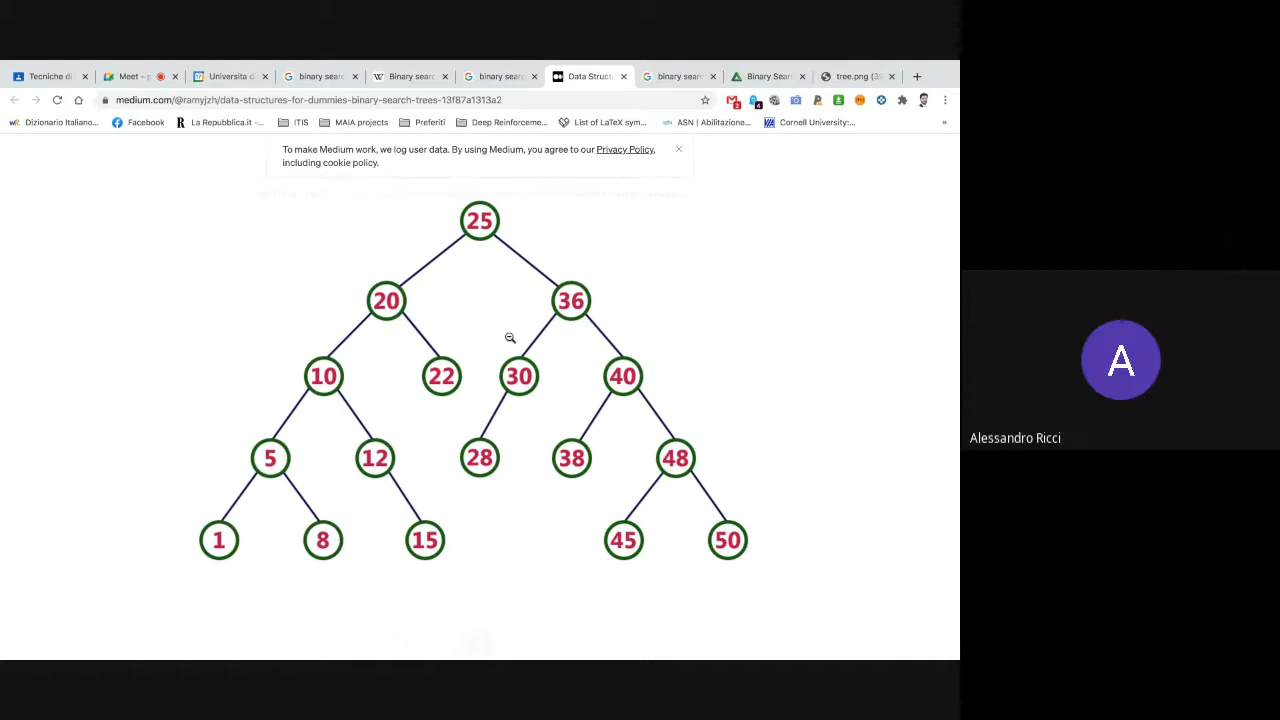 Tecniche di
Meet – p
Universita d
binary searc
Binary searc
binary searc
Data Struct
binary searc
Binary Sear
tree.png (39
medium.com/@ramyjzh/data-structures-for-dummies-binary-search-trees-13f87a1313a2
Dizionario Italiano...
Facebook
La Repubblica.it -...
ITIS
MAIA projects
Preferiti
Deep Reinforceme...
List of LaTeX sym...
ASN | Abilitazione...
Cornell University:...
»
To make Medium work, we log user data. By using Medium, you agree to our Privacy Policy,
including cookie policy.
25
20 36
10 22 30 40
5 12 28 38 48
1 8 15 45 50
A
Alessandro Ricci